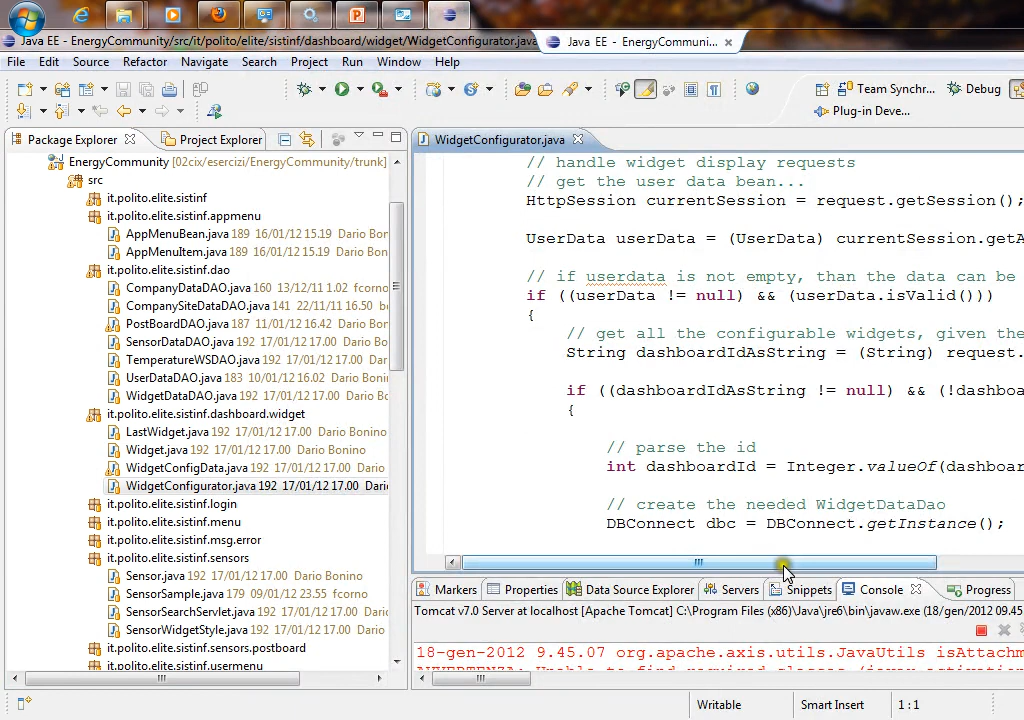 Java EE - EnergyCommunity/src/it/polito/elite/sistinf/dashboard/widget/WidgetConfigurator.java
Java EE - EnergyCommuni...
File Edit Source Refactor Navigate Search Project Run Window Help
Team Synchr...
Debug
Plug-in Deve...
Package Explorer
Project Explorer
WidgetConfigurator.java
EnergyCommunity [02cix/esercizi/EnergyCommunity/trunk]
src
it.polito.elite.sistinf
it.polito.elite.sistinf.appmenu
AppMenuBean.java 189 16/01/12 15.19 Dario Bon
AppMenuItem.java 189 16/01/12 15.19 Dario Bon
it.polito.elite.sistinf.dao
CompanyDataDAO.java 160 13/12/11 1.02 fcorno
CompanySiteDataDAO.java 141 22/11/11 16.50 b
PostBoardDAO.java 187 11/01/12 16.42 Dario Bon
SensorDataDAO.java 192 17/01/12 17.00 Dario Bo
TemperatureWSDAO.java 192 17/01/12 17.00 Dar
UserDataDAO.java 183 10/01/12 16.02 Dario Bon
WidgetDataDAO.java 192 17/01/12 17.00 Dario Bo
it.polito.elite.sistinf.dashboard.widget
LastWidget.java 192 17/01/12 17.00 Dario Bonino
Widget.java 192 17/01/12 17.00 Dario Bonino
WidgetConfigData.java 192 17/01/12 17.00 Dario
WidgetConfigurator.java 192 17/01/12 17.00 Dari
it.polito.elite.sistinf.login
it.polito.elite.sistinf.menu
it.polito.elite.sistinf.msg.error
it.polito.elite.sistinf.sensors
Sensor.java 192 17/01/12 17.00 Dario Bonino
SensorSample.java 179 09/01/12 23.55 fcorno
SensorSearchServlet.java 192 17/01/12 17.00 Dari
SensorWidgetStyle.java 192 17/01/12 17.00 Dario
it.polito.elite.sistinf.sensors.postboard
it.polito.elite.sistinf.usermenu
// handle widget display requests
// get the user data bean...
HttpSession currentSession = request.getSession();
UserData userData = (UserData) currentSession.getA
// if userdata is not empty, than the data can be
if ((userData != null) && (userData.isValid()))
{
// get all the configurable widgets, given the
String dashboardIdAsString = (String) request.
if ((dashboardIdAsString != null) && (!dashboa
{
// parse the id
int dashboardId = Integer.valueOf(dashboar
// create the needed WidgetDataDao
DBConnect dbc = DBConnect.getInstance();
Markers Properties Data Source Explorer Servers Snippets Console Progress
Tomcat v7.0 Server at localhost [Apache Tomcat] C:\Program Files (x86)\Java\jre6\bin\javaw.exe (18/gen/2012 09.45
18-gen-2012 9.45.07 org.apache.axis.utils.JavaUtils isAttachm
AVVERTENZA: Unable to find required classes (javax.activation
Writable
Smart Insert
1 : 1